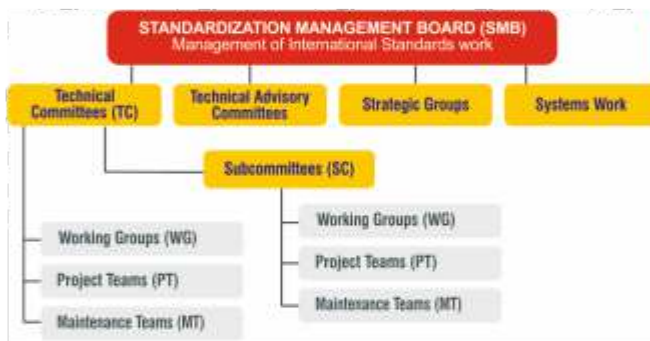 STANDARDIZATION MANAGEMENT BOARD (SMB)
Management of International Standards work
Technical
Committees (TC)
Technical Advisory
Committees
Strategic Groups
Systems Work
Subcommittees (SC)
Working Groups (WG)
Project Teams (PT)
Maintenance Teams (MT)
Working Groups (WG)
Project Teams (PT)
Maintenance Teams (MT)